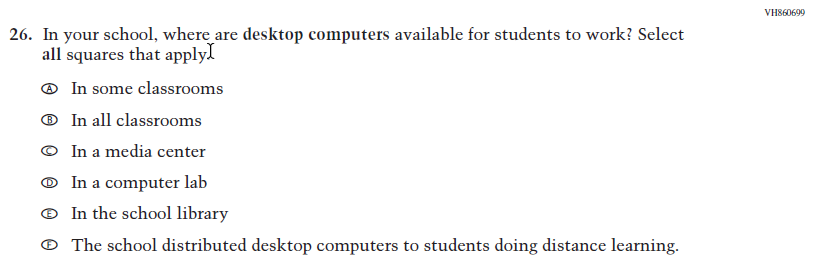 VH860699
26. In your school, where are desktop computers available for students to work? Select
all squares that apply.
A In some classrooms
B In all classrooms
C In a media center
D In a computer lab
E In the school library
F The school distributed desktop computers to students doing distance learning.